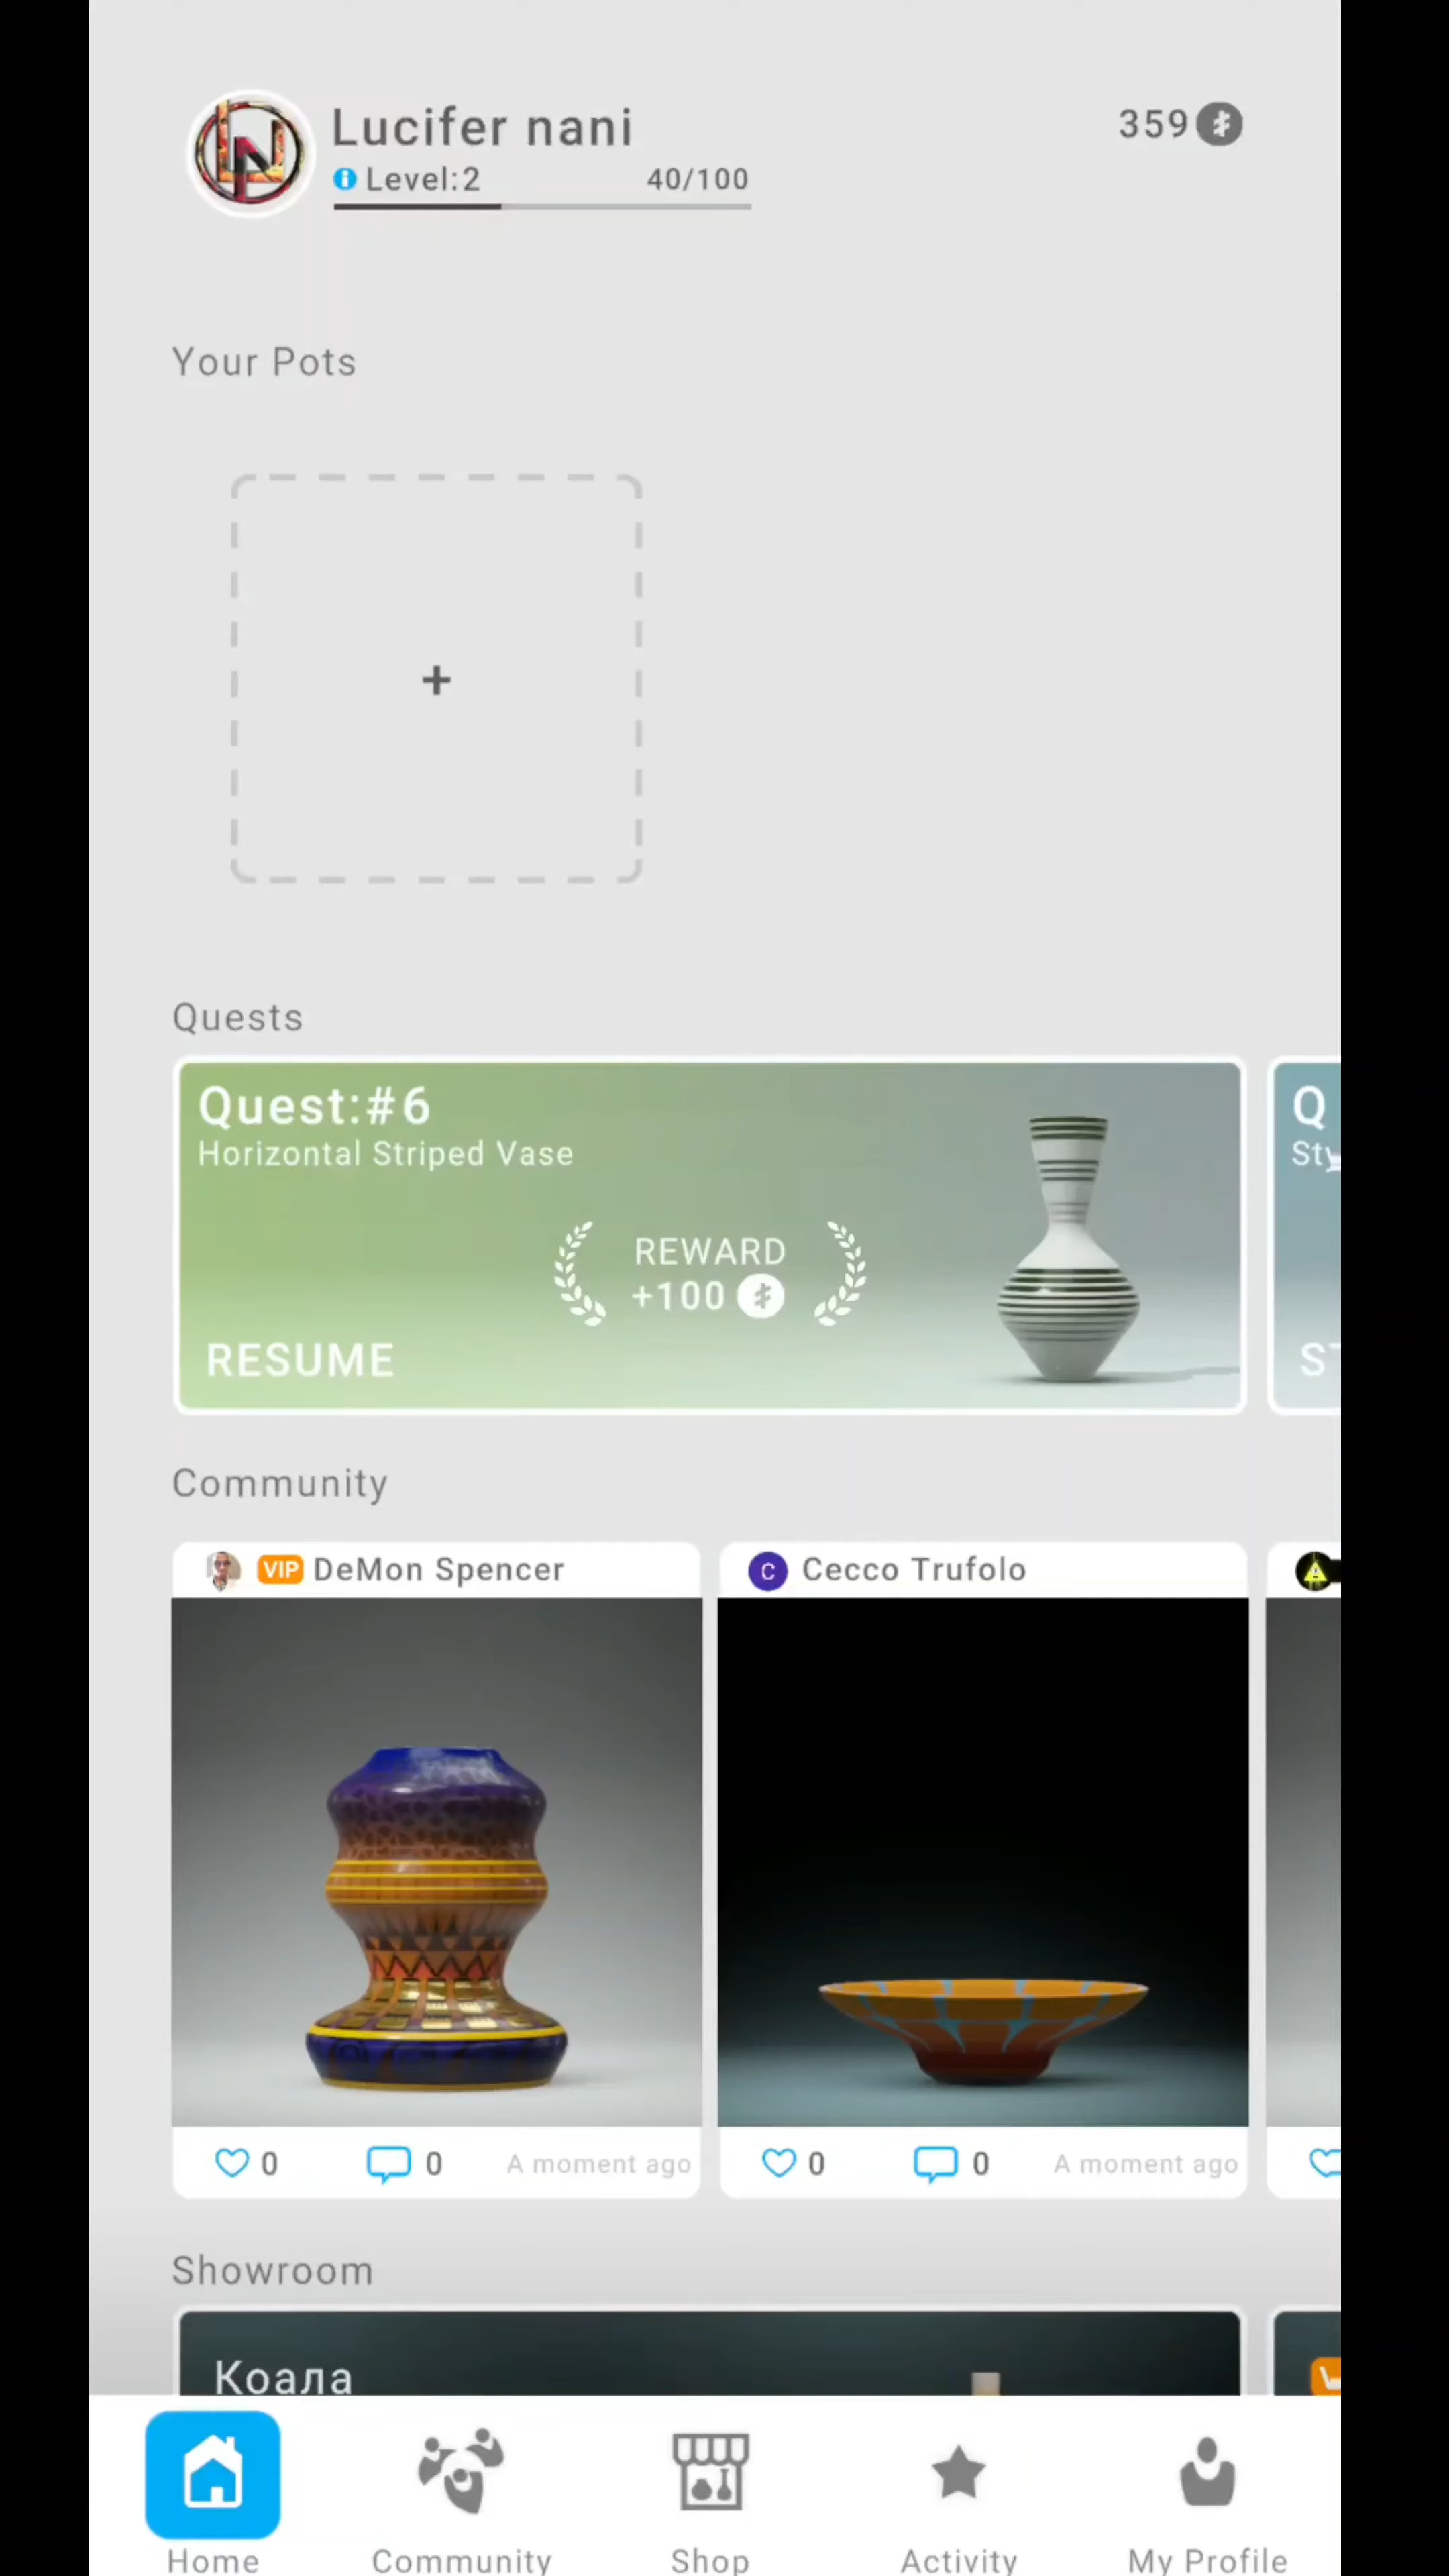 Lucifer nani
359
Level:2 40/100
Your Pots
+
Quests
Quest:#6
Horizontal Striped Vase
REWARD
+100
RESUME
Q
St
ST
Community
VIP DeMon Spencer
C Cecco Trufolo
0 0 A moment ago
0 0 A moment ago
Showroom
Коала
Home Community Shop Activity My Profile